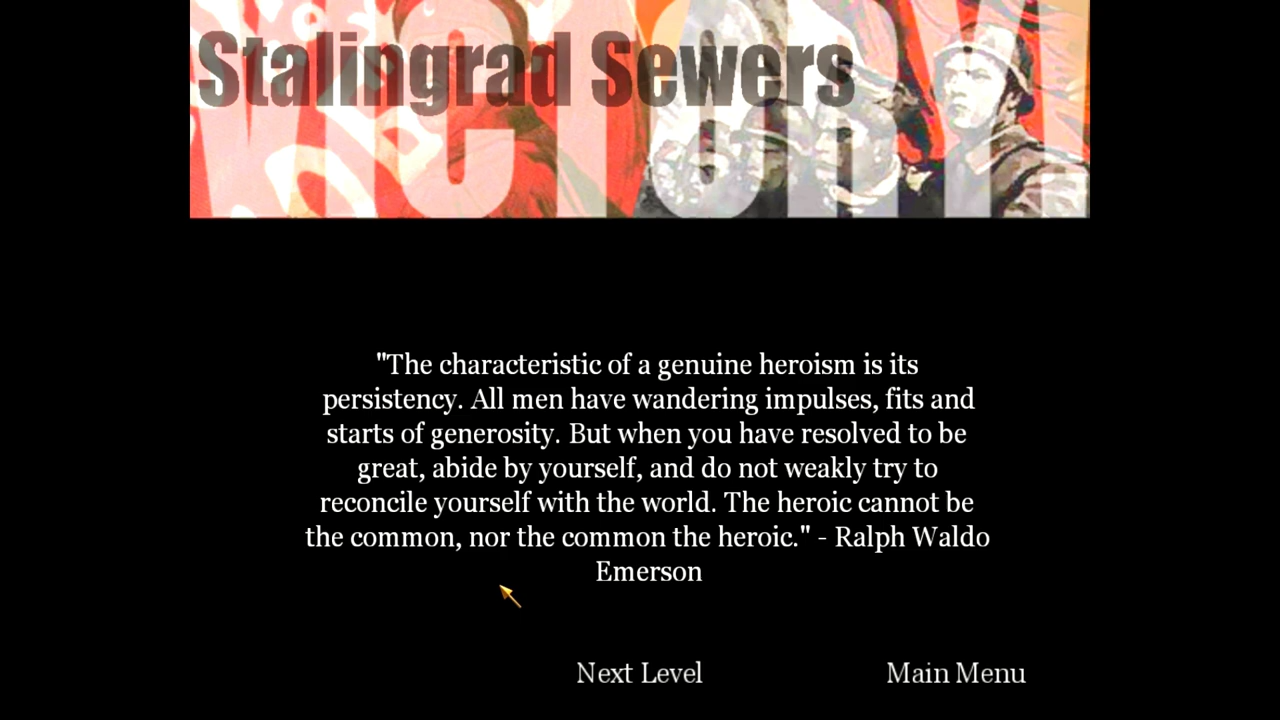 VICTORY!
Stalingrad Sewers
"The characteristic of a genuine heroism is its
persistency. All men have wandering impulses, fits and
starts of generosity. But when you have resolved to be
great, abide by yourself, and do not weakly try to
reconcile yourself with the world. The heroic cannot be
the common, nor the common the heroic." - Ralph Waldo
Emerson
Next Level
Main Menu